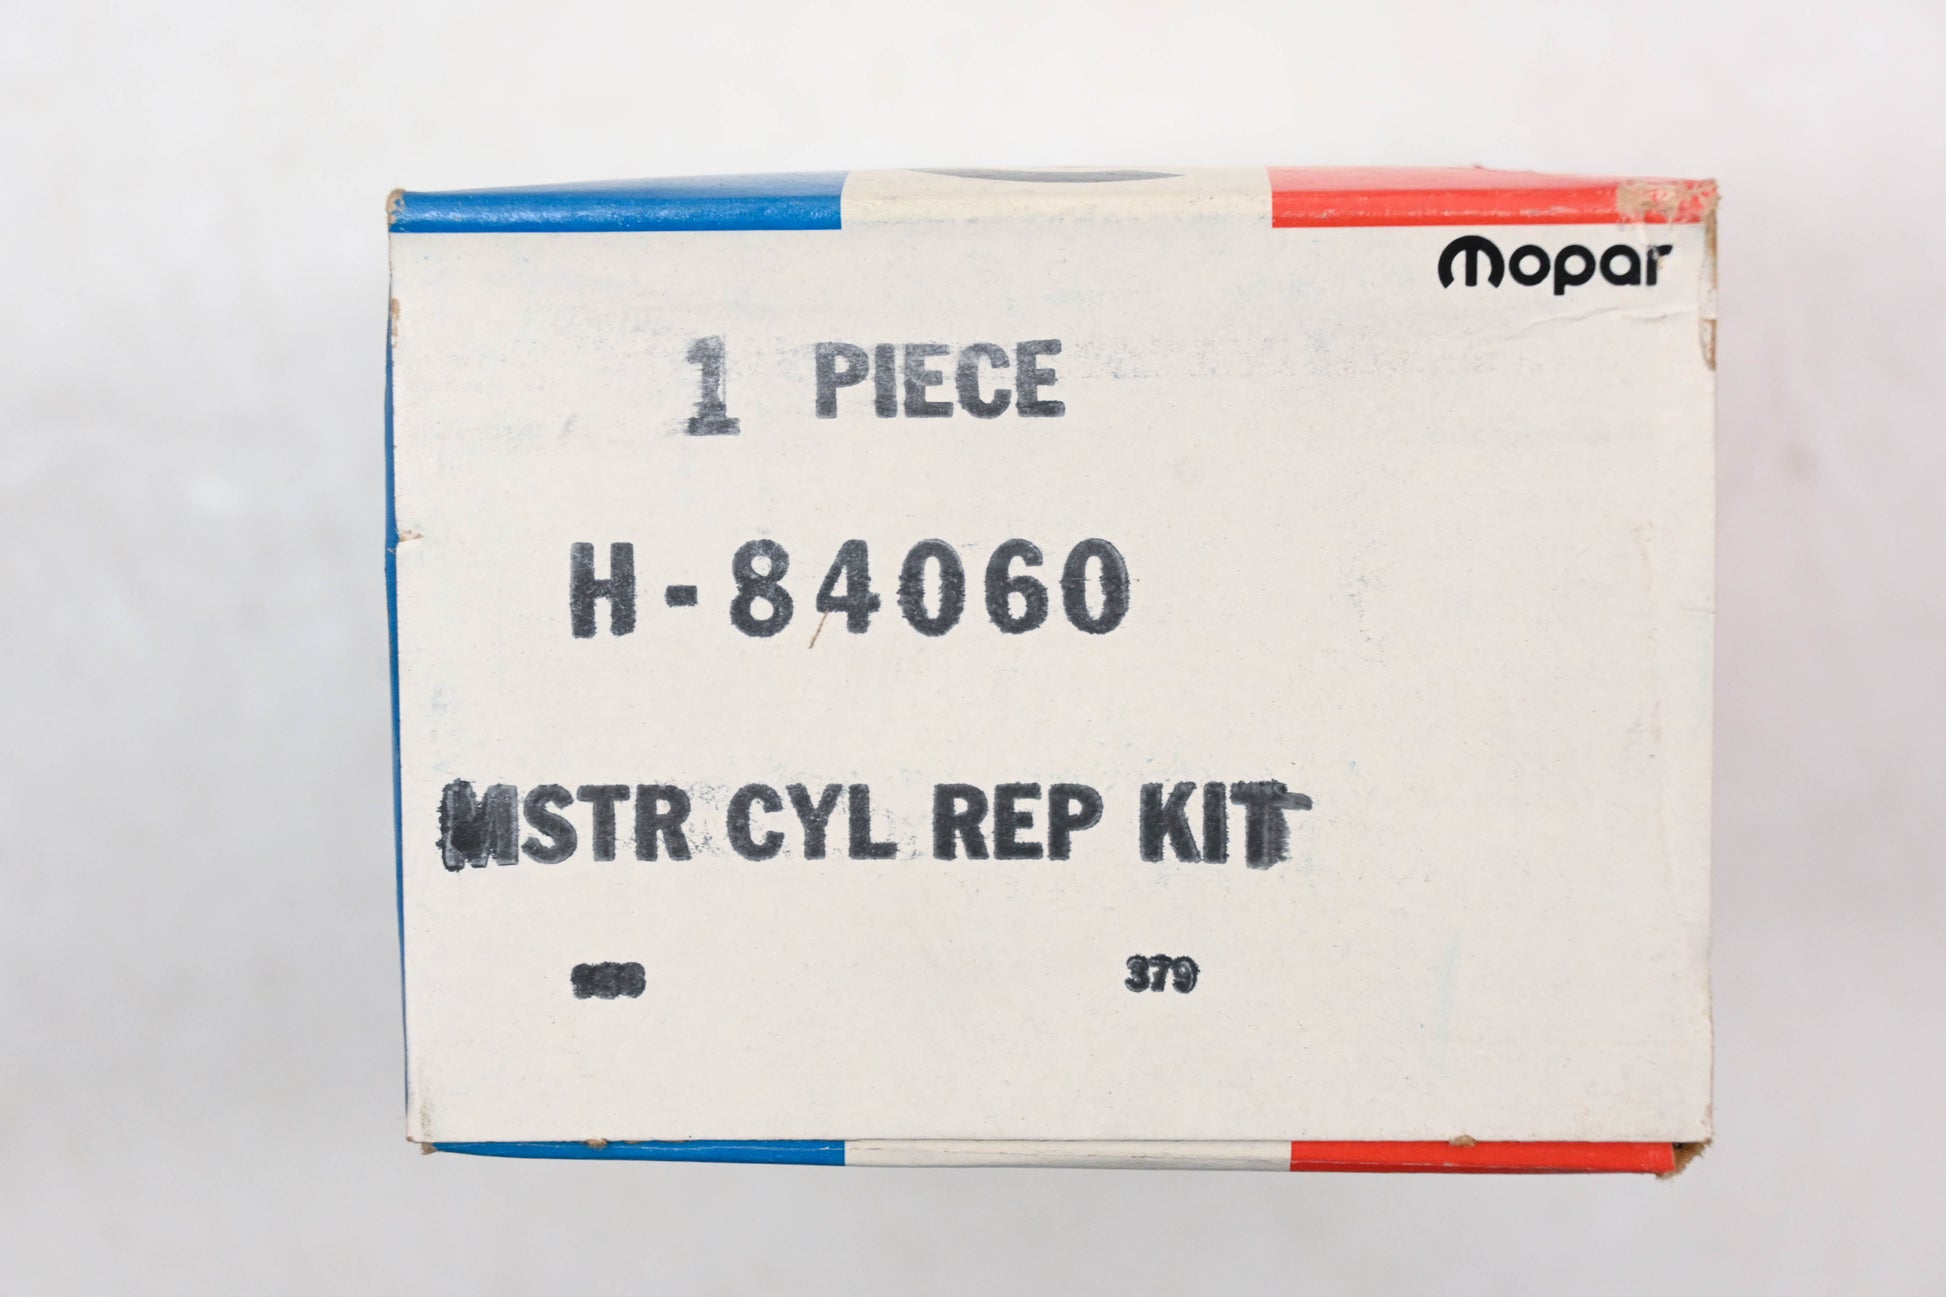 mopar
1 PIECE
H-84060
MSTR CYL REP KIT
379